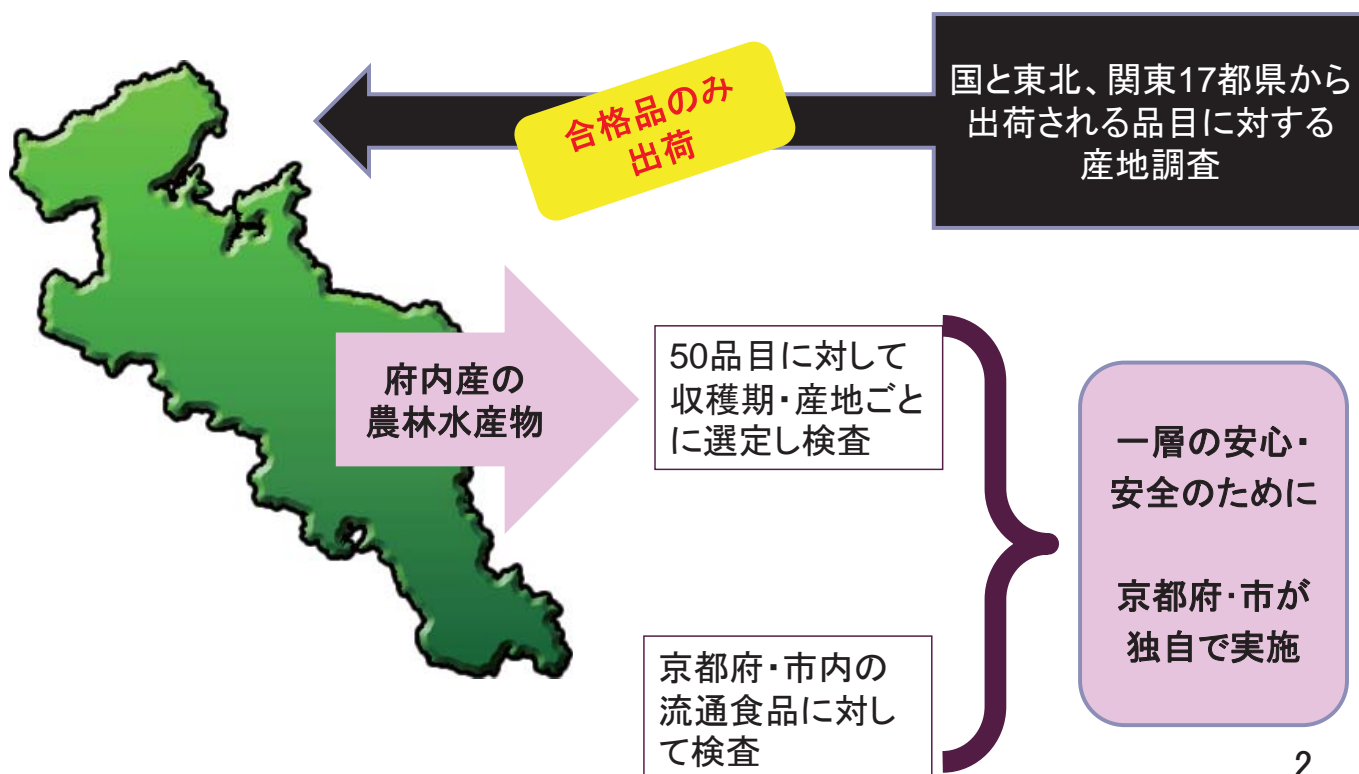 国と東北、関東17都県から
出荷される品目に対する
産地調査
合格品のみ
出荷
府内産の
農林水産物
50品目に対して
収穫期・産地ごと
に選定し検査
一層の安心・
安全のために
京都府・市が
独自で実施
京都府・市内の
流通食品に対し
て検査
2